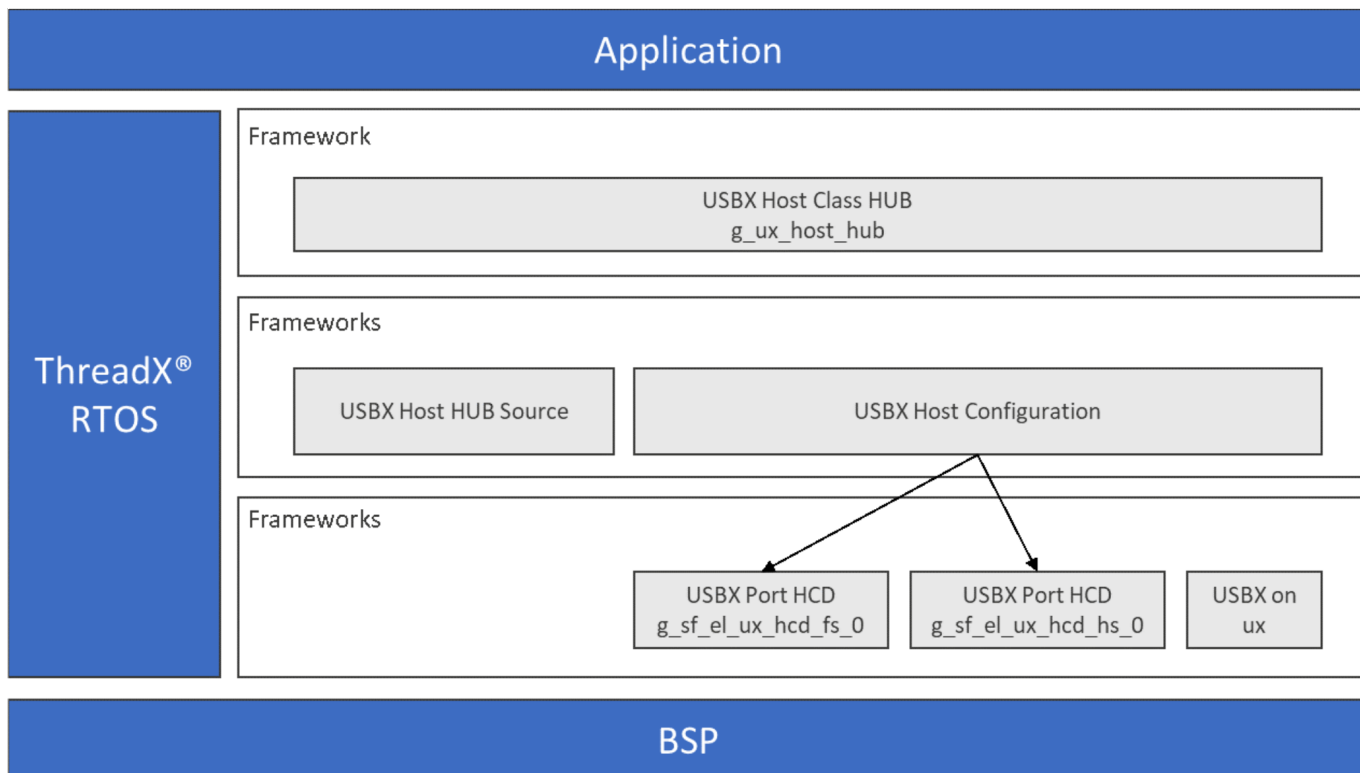 Application
ThreadX®
RTOS
Framework
USBX Host Class HUB
g_ux_host_hub
Frameworks
USBX Host HUB Source
USBX Host Configuration
Frameworks
USBX Port HCD
g_sf_el_ux_hcd_fs_0
USBX Port HCD
g_sf_el_ux_hcd_hs_0
USBX on
ux
BSP